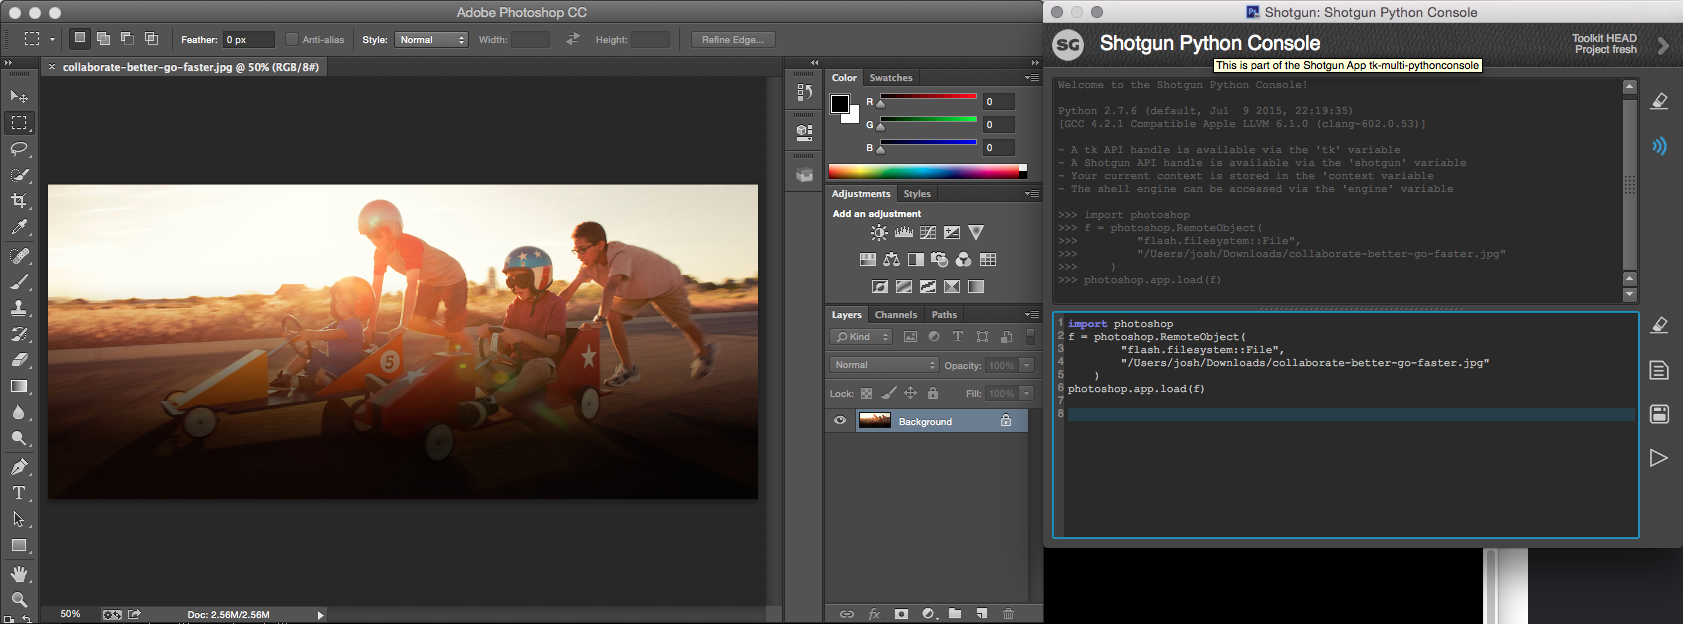 Adobe Photoshop CC
Feather: 0 px
Anti-alias
Style: Normal
Width:
Height:
Refine Edge...
× collaborate-better-go-faster.jpg @ 50% (RGB/8#)
5
T
50%
Doc: 2.56M/2.56M
Color
Swatches
R 0
G 0
B 0
Adjustments
Styles
Add an adjustment
Layers
Channels
Paths
Kind
T
Normal
Opacity: 100%
Lock:
Fill: 100%
Background
fx
Ps Shotgun: Shotgun Python Console
SG Shotgun Python Console
Toolkit HEAD
Project fresh
This is part of the Shotgun App tk-multi-pythonconsole
Welcome to the Shotgun Python Console!
Python 2.7.6 (default, Jul  9 2015, 22:19:35)
[GCC 4.2.1 Compatible Apple LLVM 6.1.0 (clang-602.0.53)]
- A tk API handle is available via the 'tk' variable
- A Shotgun API handle is available via the 'shotgun' variable
- Your current context is stored in the 'context variable
- The shell engine can be accessed via the 'engine' variable
>>> import photoshop
>>> f = photoshop.RemoteObject(
>>>         "flash.filesystem::File",
>>>         "/Users/josh/Downloads/collaborate-better-go-faster.jpg"
>>>     )
>>> photoshop.app.load(f)
1 import photoshop
2 f = photoshop.RemoteObject(
3         "flash.filesystem::File",
4         "/Users/josh/Downloads/collaborate-better-go-faster.jpg"
5     )
6 photoshop.app.load(f)
7
8